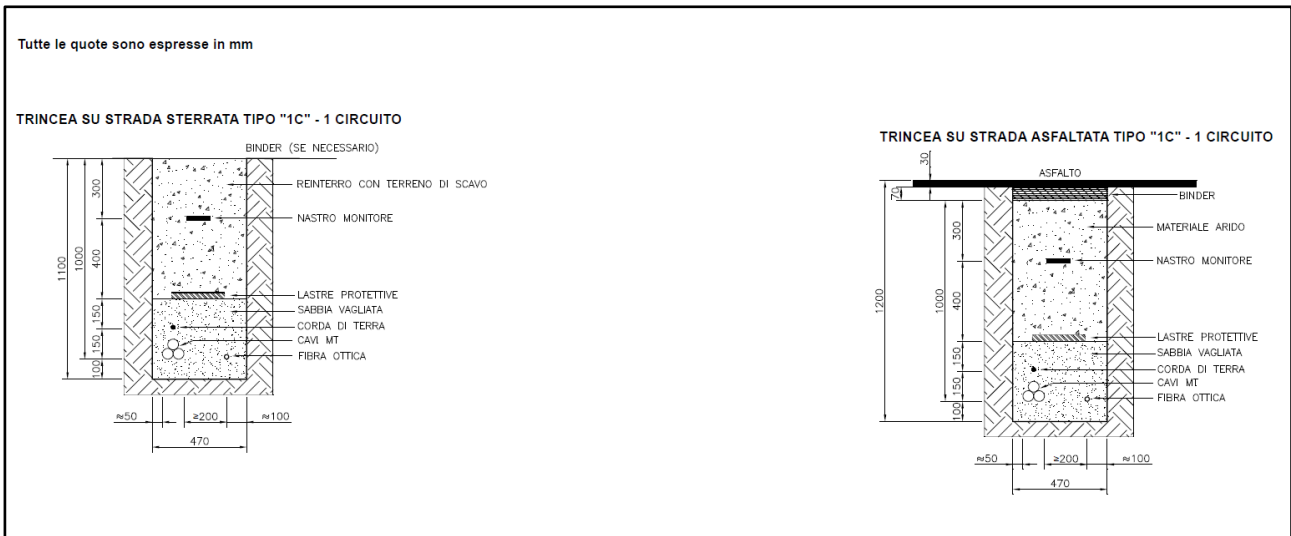 Tutte le quote sono espresse in mm
TRINCEA SU STRADA STERRATA TIPO "1C" - 1 CIRCUITO
BINDER (SE NECESSARIO)
REINTERRO CON TERRENO DI SCAVO
NASTRO MONITORE
LASTRE PROTETTIVE
SABBIA VAGLIATA
CORDA DI TERRA
CAVI MT
FIBRA OTTICA
1100
1000
300
400
150
150
100
≈50
≥200
≈100
470
TRINCEA SU STRADA ASFALTATA TIPO "1C" - 1 CIRCUITO
30
ASFALTO
70
BINDER
MATERIALE ARIDO
NASTRO MONITORE
LASTRE PROTETTIVE
SABBIA VAGLIATA
CORDA DI TERRA
CAVI MT
FIBRA OTTICA
1200
1000
300
400
150
150
100
≈50
≥200
≈100
470